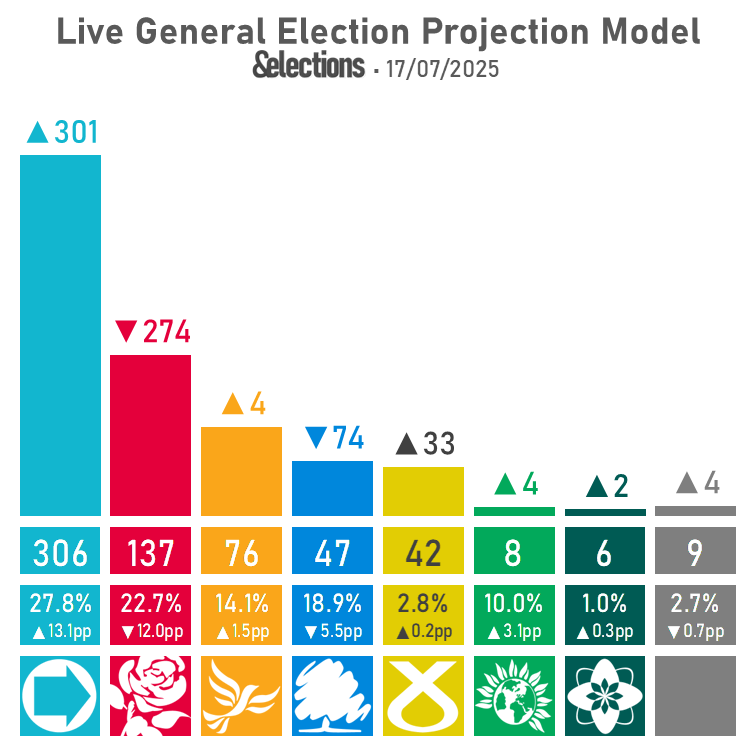 Live General Election Projection Model
&elections · 17/07/2025
▲301
▼274
▲4
▼74
▲33
▲4
▲2
▲4
306 137 76 47 42 8 6 9
27.8% 22.7% 14.1% 18.9% 2.8% 10.0% 1.0% 2.7%
▲13.1pp ▼12.0pp ▲1.5pp ▼5.5pp ▲0.2pp ▲3.1pp ▲0.3pp ▼0.7pp